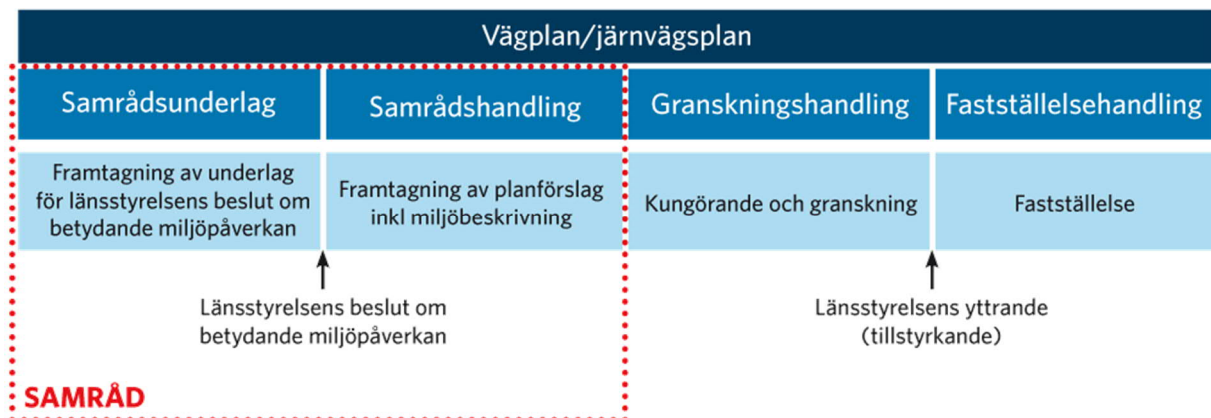 Vägplan/järnvägsplan
Samrådsunderlag
Samrådshandling
Granskningshandling
Fastställelsehandling
Framtagning av underlag
för länsstyrelsens beslut om
betydande miljöpåverkan
Framtagning av planförslag
inkl miljöbeskrivning
Kungörande och granskning
Fastställelse
Länsstyrelsens beslut om
betydande miljöpåverkan
Länsstyrelsens yttrande
(tillstyrkande)
SAMRÅD